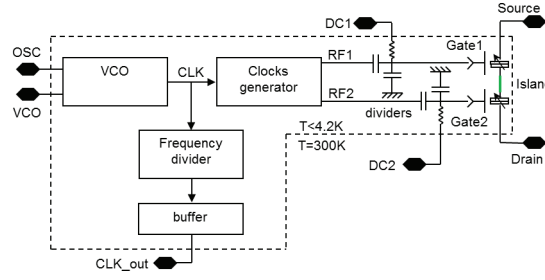 Source
DC1
OSC
VCO
CLK
Clocks
generator
RF1
Gate1
Islan
VCO
RF2
dividers
Gate2
T<4.2K
T=300K
Frequency
divider
DC2
Drain
buffer
CLK_out